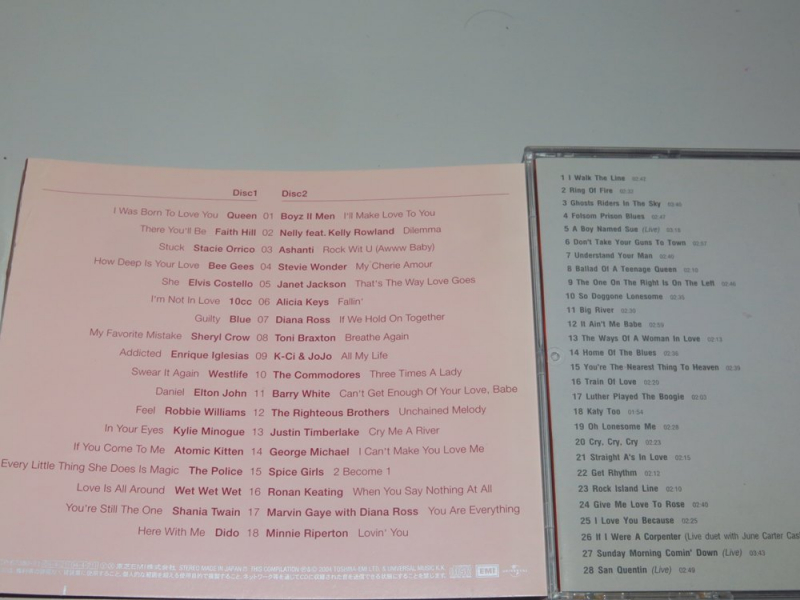 Disc1 Disc2
I Was Born To Love You Queen 01 Boyz II Men I'll Make Love To You
There You'll Be Faith Hill 02 Nelly feat. Kelly Rowland Dilemma
Stuck Stacie Orrico 03 Ashanti Rock Wit U (Awww Baby)
How Deep Is Your Love Bee Gees 04 Stevie Wonder My Cherie Amour
She Elvis Costello 05 Janet Jackson That's The Way Love Goes
I'm Not In Love 10cc 06 Alicia Keys Fallin'
Guilty Blue 07 Diana Ross If We Hold On Together
My Favorite Mistake Sheryl Crow 08 Toni Braxton Breathe Again
Addicted Enrique Iglesias 09 K-Ci & JoJo All My Life
Swear It Again Westlife 10 The Commodores Three Times A Lady
Daniel Elton John 11 Barry White Can't Get Enough Of Your Love, Babe
Feel Robbie Williams 12 The Righteous Brothers Unchained Melody
In Your Eyes Kylie Minogue 13 Justin Timberlake Cry Me A River
If You Come To Me Atomic Kitten 14 George Michael I Can't Make You Love Me
Every Little Thing She Does Is Magic The Police 15 Spice Girls 2 Become 1
Love Is All Around Wet Wet Wet 16 Ronan Keating When You Say Nothing At All
You're Still The One Shania Twain 17 Marvin Gaye with Diana Ross You Are Everything
Here With Me Dido 18 Minnie Riperton Lovin' You
EMI
1 I Walk The Line
2 Ring Of Fire
3 Ghosts Riders In The Sky
4 Folsom Prison Blues
5 A Boy Named Sue (Live)
6 Don't Take Your Guns To Town
7 Understand Your Man
8 Ballad Of A Teenage Queen
9 The One On The Right Is On The Left
10 So Doggone Lonesome
11 Big River
12 It Ain't Me Babe
13 The Ways Of A Woman In Love
14 Home Of The Blues
15 You're The Nearest Thing To Heaven
16 Train Of Love
17 Luther Played The Boogie
18 Katy Too 01:54
19 Oh Lonesome Me
20 Cry, Cry, Cry
21 Straight A's In Love
22 Get Rhythm
23 Rock Island Line 02:10
24 Give Me Love To Rose 02:40
25 I Love You Because 02:25
26 If I Were A Corpenter (Live duet with June Carter Cas
27 Sunday Morning Comin' Down (Live) 03:43
28 San Quentin (Live) 02:49